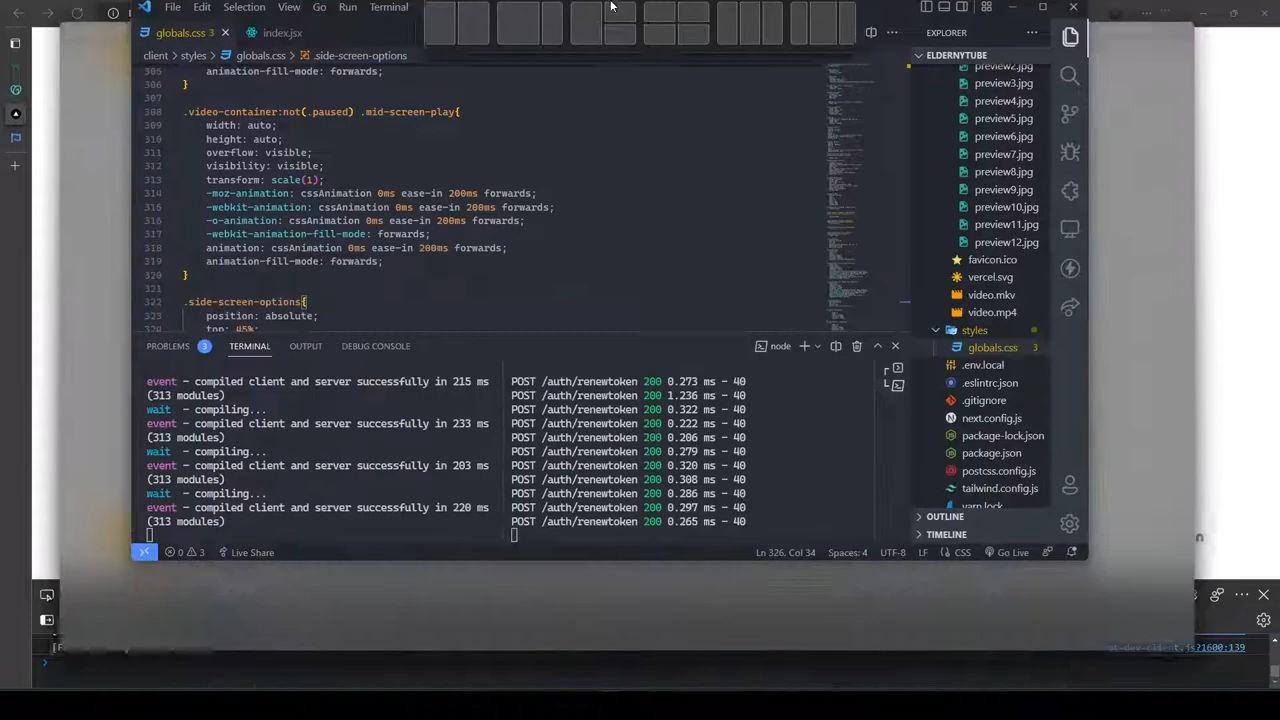 File Edit Selection View Go Run Terminal
globals.css 3
index.jsx
client > styles > globals.css > .side-screen-options
305 animation-fill-mode: forwards;
306 }
307
308 .video-container:not(.paused) .mid-screen-play{
309 width: auto;
310 height: auto;
311 overflow: visible;
312 visibility: visible;
313 transform: scale(1);
314 -moz-animation: cssAnimation 0ms ease-in 200ms forwards;
315 -webkit-animation: cssAnimation 0ms ease-in 200ms forwards;
316 -o-animation: cssAnimation 0ms ease-in 200ms forwards;
317 -webkit-animation-fill-mode: forwards;
318 animation: cssAnimation 0ms ease-in 200ms forwards;
319 animation-fill-mode: forwards;
320 }
321
322 .side-screen-options{
323 position: absolute;
top: 45%;
PROBLEMS 3 TERMINAL OUTPUT DEBUG CONSOLE
node
event - compiled client and server successfully in 215 ms
(313 modules)
wait - compiling...
event - compiled client and server successfully in 233 ms
(313 modules)
wait - compiling...
event - compiled client and server successfully in 203 ms
(313 modules)
wait - compiling...
event - compiled client and server successfully in 220 ms
(313 modules)
POST /auth/renewtoken 200 0.273 ms - 40
POST /auth/renewtoken 200 1.236 ms - 40
POST /auth/renewtoken 200 0.322 ms - 40
POST /auth/renewtoken 200 0.222 ms - 40
POST /auth/renewtoken 200 0.206 ms - 40
POST /auth/renewtoken 200 0.279 ms - 40
POST /auth/renewtoken 200 0.320 ms - 40
POST /auth/renewtoken 200 0.308 ms - 40
POST /auth/renewtoken 200 0.286 ms - 40
POST /auth/renewtoken 200 0.297 ms - 40
POST /auth/renewtoken 200 0.265 ms - 40
EXPLORER
ELDERNYTUBE
preview2.jpg
preview3.jpg
preview4.jpg
preview5.jpg
preview6.jpg
preview7.jpg
preview8.jpg
preview9.jpg
preview10.jpg
preview11.jpg
preview12.jpg
favicon.ico
vercel.svg
video.mkv
video.mp4
styles
globals.css 3
.env.local
.eslintrc.json
.gitignore
next.config.js
package-lock.json
package.json
postcss.config.js
tailwind.config.js
yarn.lock
OUTLINE
TIMELINE
0 3 Live Share
Ln 326, Col 34 Spaces: 4 UTF-8 LF CSS Go Live
ot-dev-client.js?1600:139